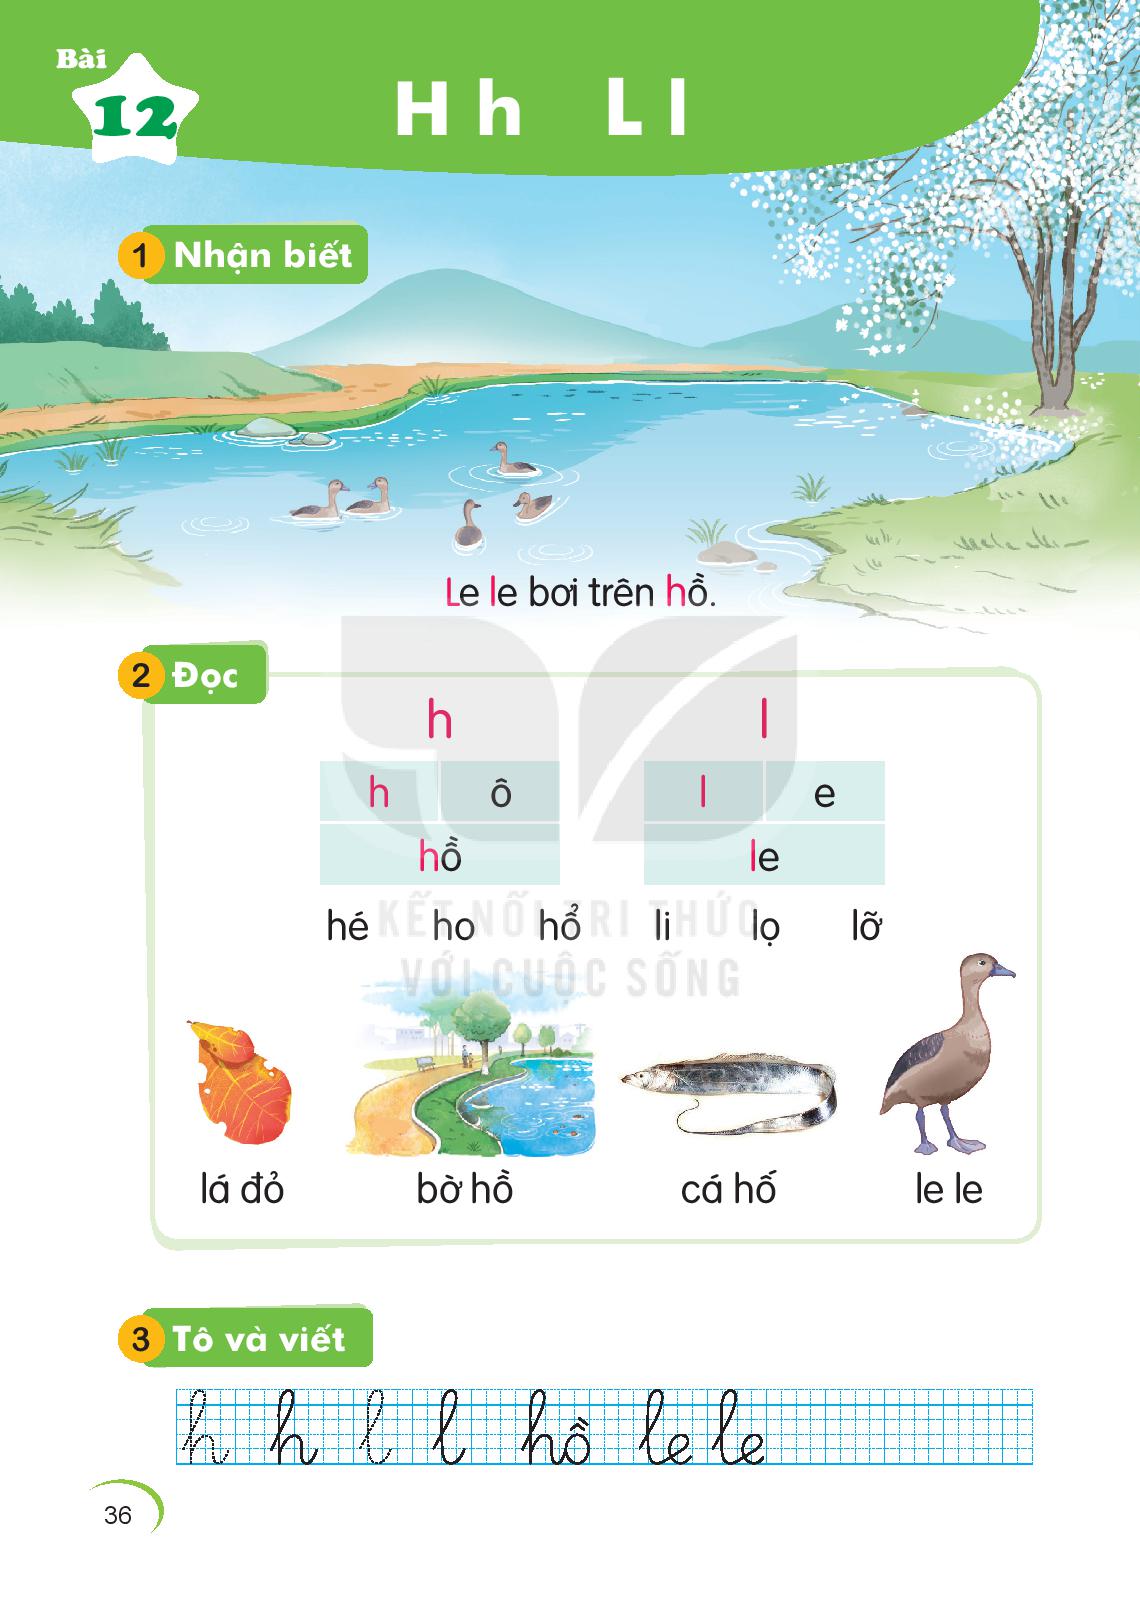 Bài
12
H h L l
1 Nhận biết
Le le bơi trên hồ.
2 Đọc
h l
h ô l e
hồ le
hé ho hổ li lọ lỡ
KẾT NỐI TRI THỨC
VỚI CUỘC SỐNG
lá đỏ bờ hồ cá hố le le
3 Tô và viết
h h l l hồ le le
36